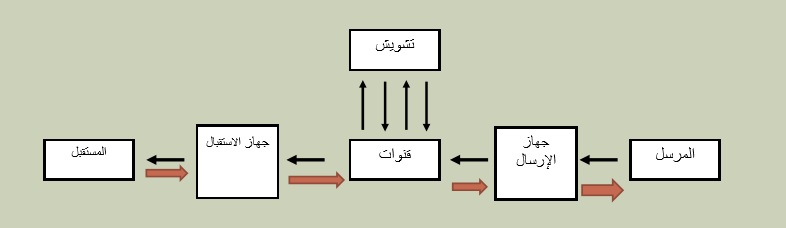 تشويش
المرسل
جهاز
الإرسال
قنوات
جهاز الاستقبال
المستقبل